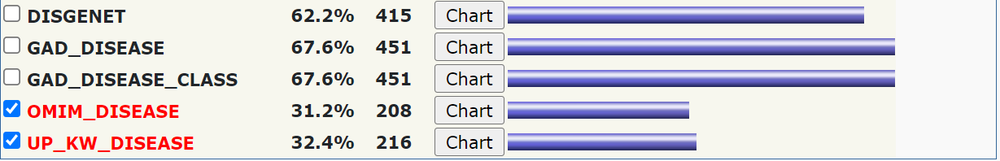 DISGENET 62.2% 415 Chart
GAD_DISEASE 67.6% 451 Chart
GAD_DISEASE_CLASS 67.6% 451 Chart
OMIM_DISEASE 31.2% 208 Chart
UP_KW_DISEASE 32.4% 216 Chart